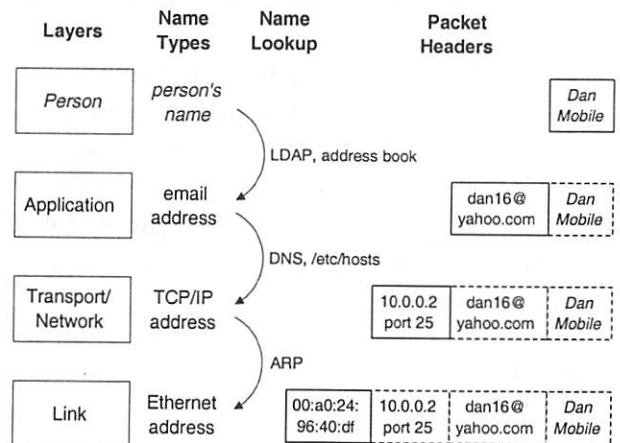 Layers
Name
Types
Name
Lookup
Packet
Headers
Person
person's
name
Dan
Mobile
LDAP, address book
Application
email
address
dan16@
yahoo.com
Dan
Mobile
DNS, /etc/hosts
Transport/
Network
TCP/IP
address
10.0.0.2
port 25
dan16@
yahoo.com
Dan
Mobile
ARP
Link
Ethernet
address
00:a0:24:
96:40:df
10.0.0.2
port 25
dan16@
yahoo.com
Dan
Mobile